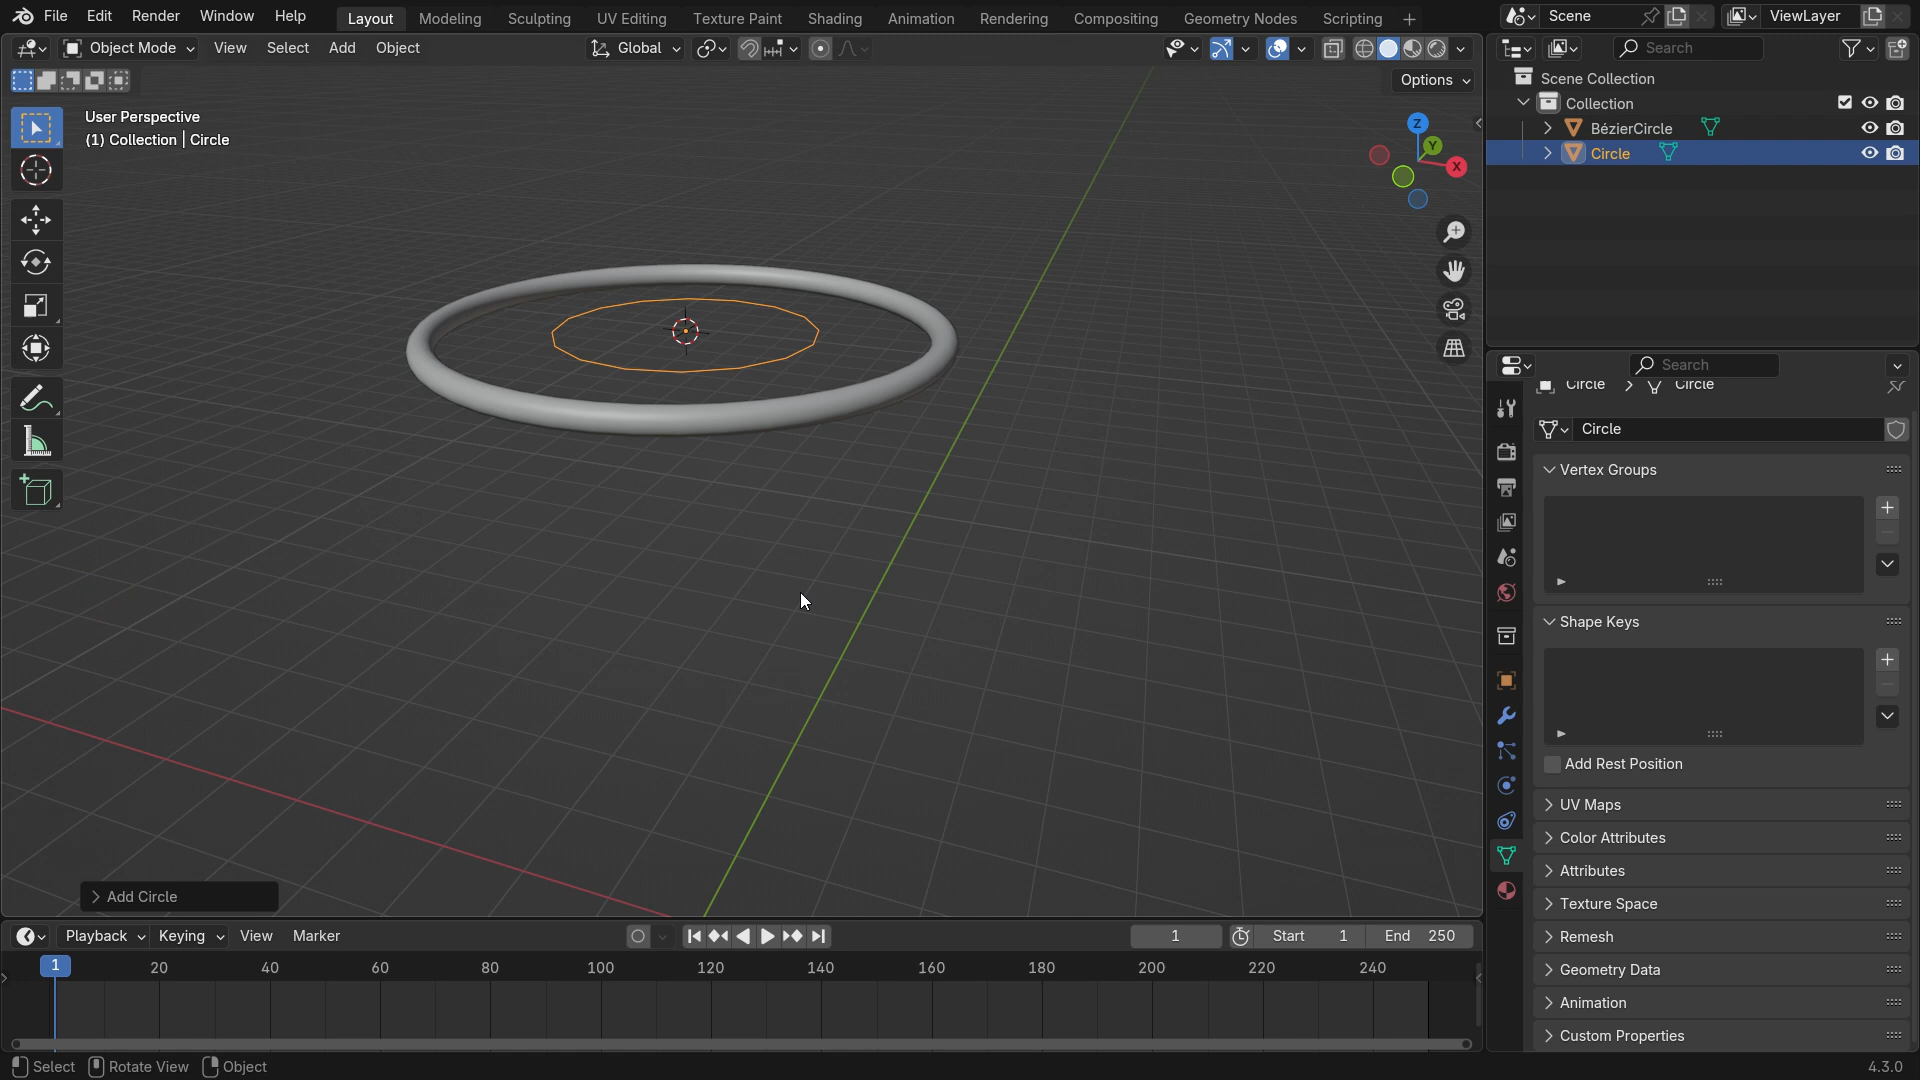 File Edit Render Window Help Layout Modeling Sculpting UV Editing Texture Paint Shading Animation Rendering Compositing Geometry Nodes Scripting Scene ViewLayer
Object Mode View Select Add Object Global Search
Options
User Perspective
(1) Collection | Circle
Z
Y
X
Scene Collection
Collection
BézierCircle
Circle
Search
Circle Circle
Circle
Vertex Groups
Shape Keys
Add Rest Position
UV Maps
Color Attributes
Attributes
Texture Space
Remesh
Geometry Data
Animation
Custom Properties
Add Circle
Playback Keying View Marker 1 Start 1 End 250
1 20 40 60 80 100 120 140 160 180 200 220 240
Select Rotate View Object 4.3.0